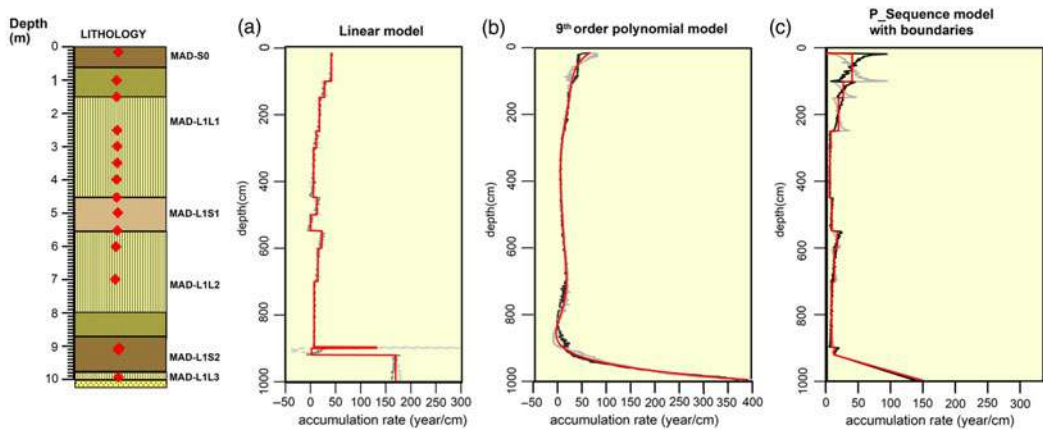 Depth
(m)
LITHOLOGY
0
1
2
3
4
5
6
7
8
9
10
MAD-S0
MAD-L1L1
MAD-L1S1
MAD-L1L2
MAD-L1S2
MAD-L1L3
(a)
Linear model
depth(cm)
0
200
400
600
800
1000
−50 0 50 100 150 200 250 300
accumulation rate (year/cm)
(b)
9th order polynomial model
depth(cm)
0
200
400
600
800
1000
−50 0 50 100 150 200 250 300 350 400
accumulation rate (year/cm)
(c)
P_Sequence model
with boundaries
depth(cm)
0
200
400
600
800
1000
0 50 100 150 200 250 300
accumulation rate (year/cm)